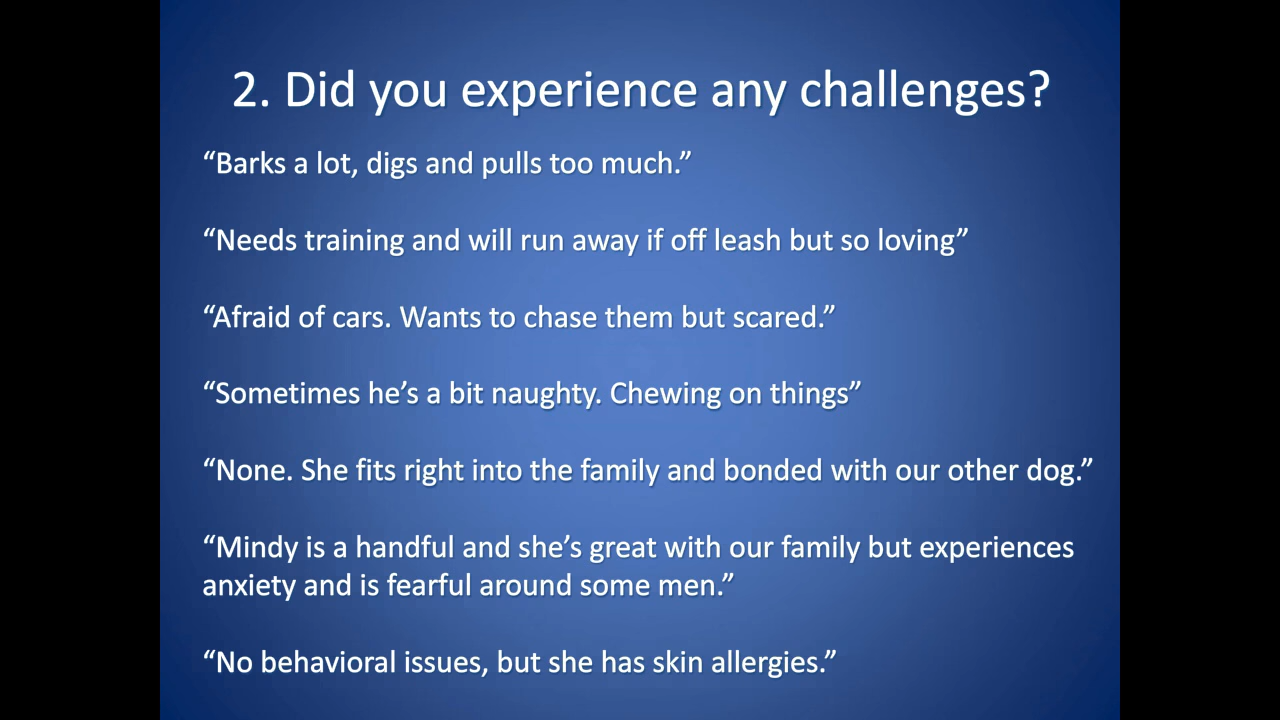 2. Did you experience any challenges?
“Barks a lot, digs and pulls too much.”
“Needs training and will run away if off leash but so loving”
“Afraid of cars. Wants to chase them but scared.”
“Sometimes he’s a bit naughty. Chewing on things”
“None. She fits right into the family and bonded with our other dog.”
“Mindy is a handful and she’s great with our family but experiences
anxiety and is fearful around some men.”
“No behavioral issues, but she has skin allergies.”